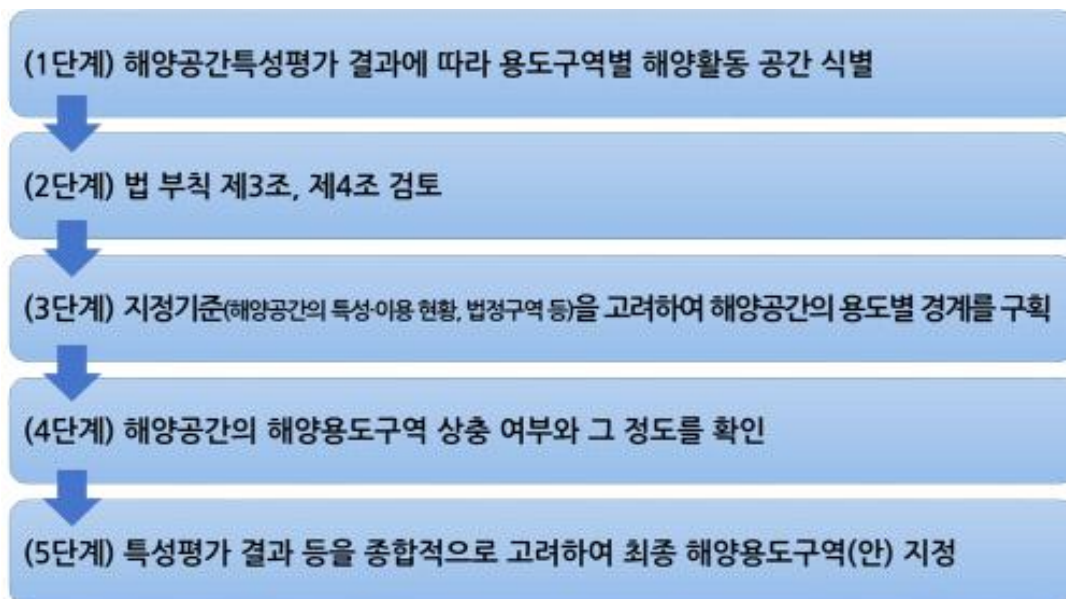 (1단계) 해양공간특성평가 결과에 따라 용도구역별 해양활동 공간 식별
(2단계) 법 부칙 제3조, 제4조 검토
(3단계) 지정기준(해양공간의 특성·이용 현황, 법정구역 등)을 고려하여 해양공간의 용도별 경계를 구획
(4단계) 해양공간의 해양용도구역 상충 여부와 그 정도를 확인
(5단계) 특성평가 결과 등을 종합적으로 고려하여 최종 해양용도구역(안) 지정